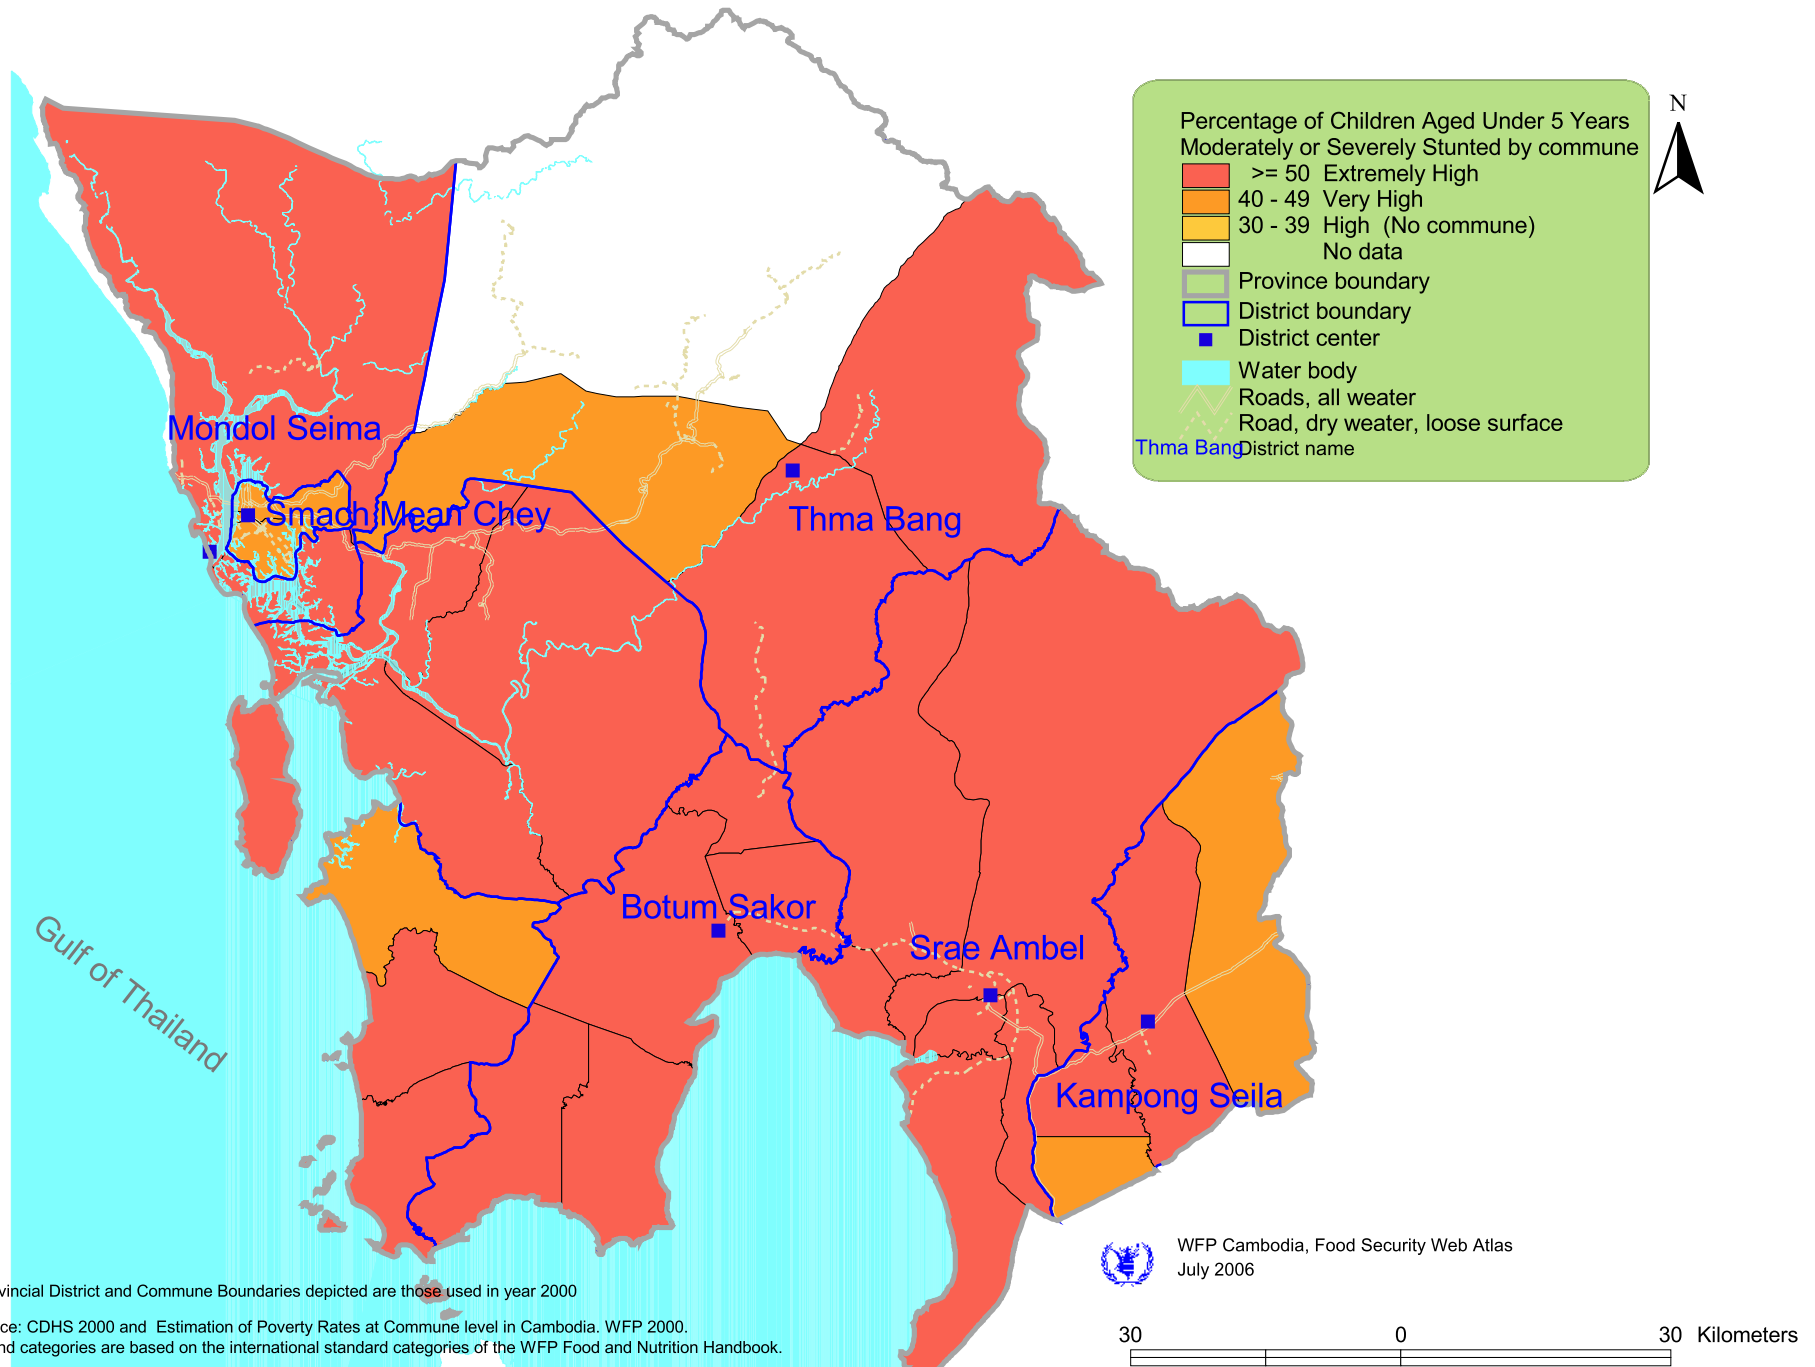 N
Percentage of Children Aged Under 5 Years
Moderately or Severely Stunted by commune
>= 50 Extremely High
40 - 49 Very High
30 - 39 High (No commune)
No data
Province boundary
District boundary
District center
Water body
Roads, all weater
Road, dry weater, loose surface
Thma Bang District name
Mondol Seima
Smach Mean Chey
Thma Bang
Botum Sakor
Srae Ambel
Gulf of Thailand
Kampong Seila
WFP Cambodia, Food Security Web Atlas
July 2006
vincial District and Commune Boundaries depicted are those used in year 2000
ce: CDHS 2000 and Estimation of Poverty Rates at Commune level in Cambodia. WFP 2000.
nd categories are based on the international standard categories of the WFP Food and Nutrition Handbook.
30 0 30 Kilometers